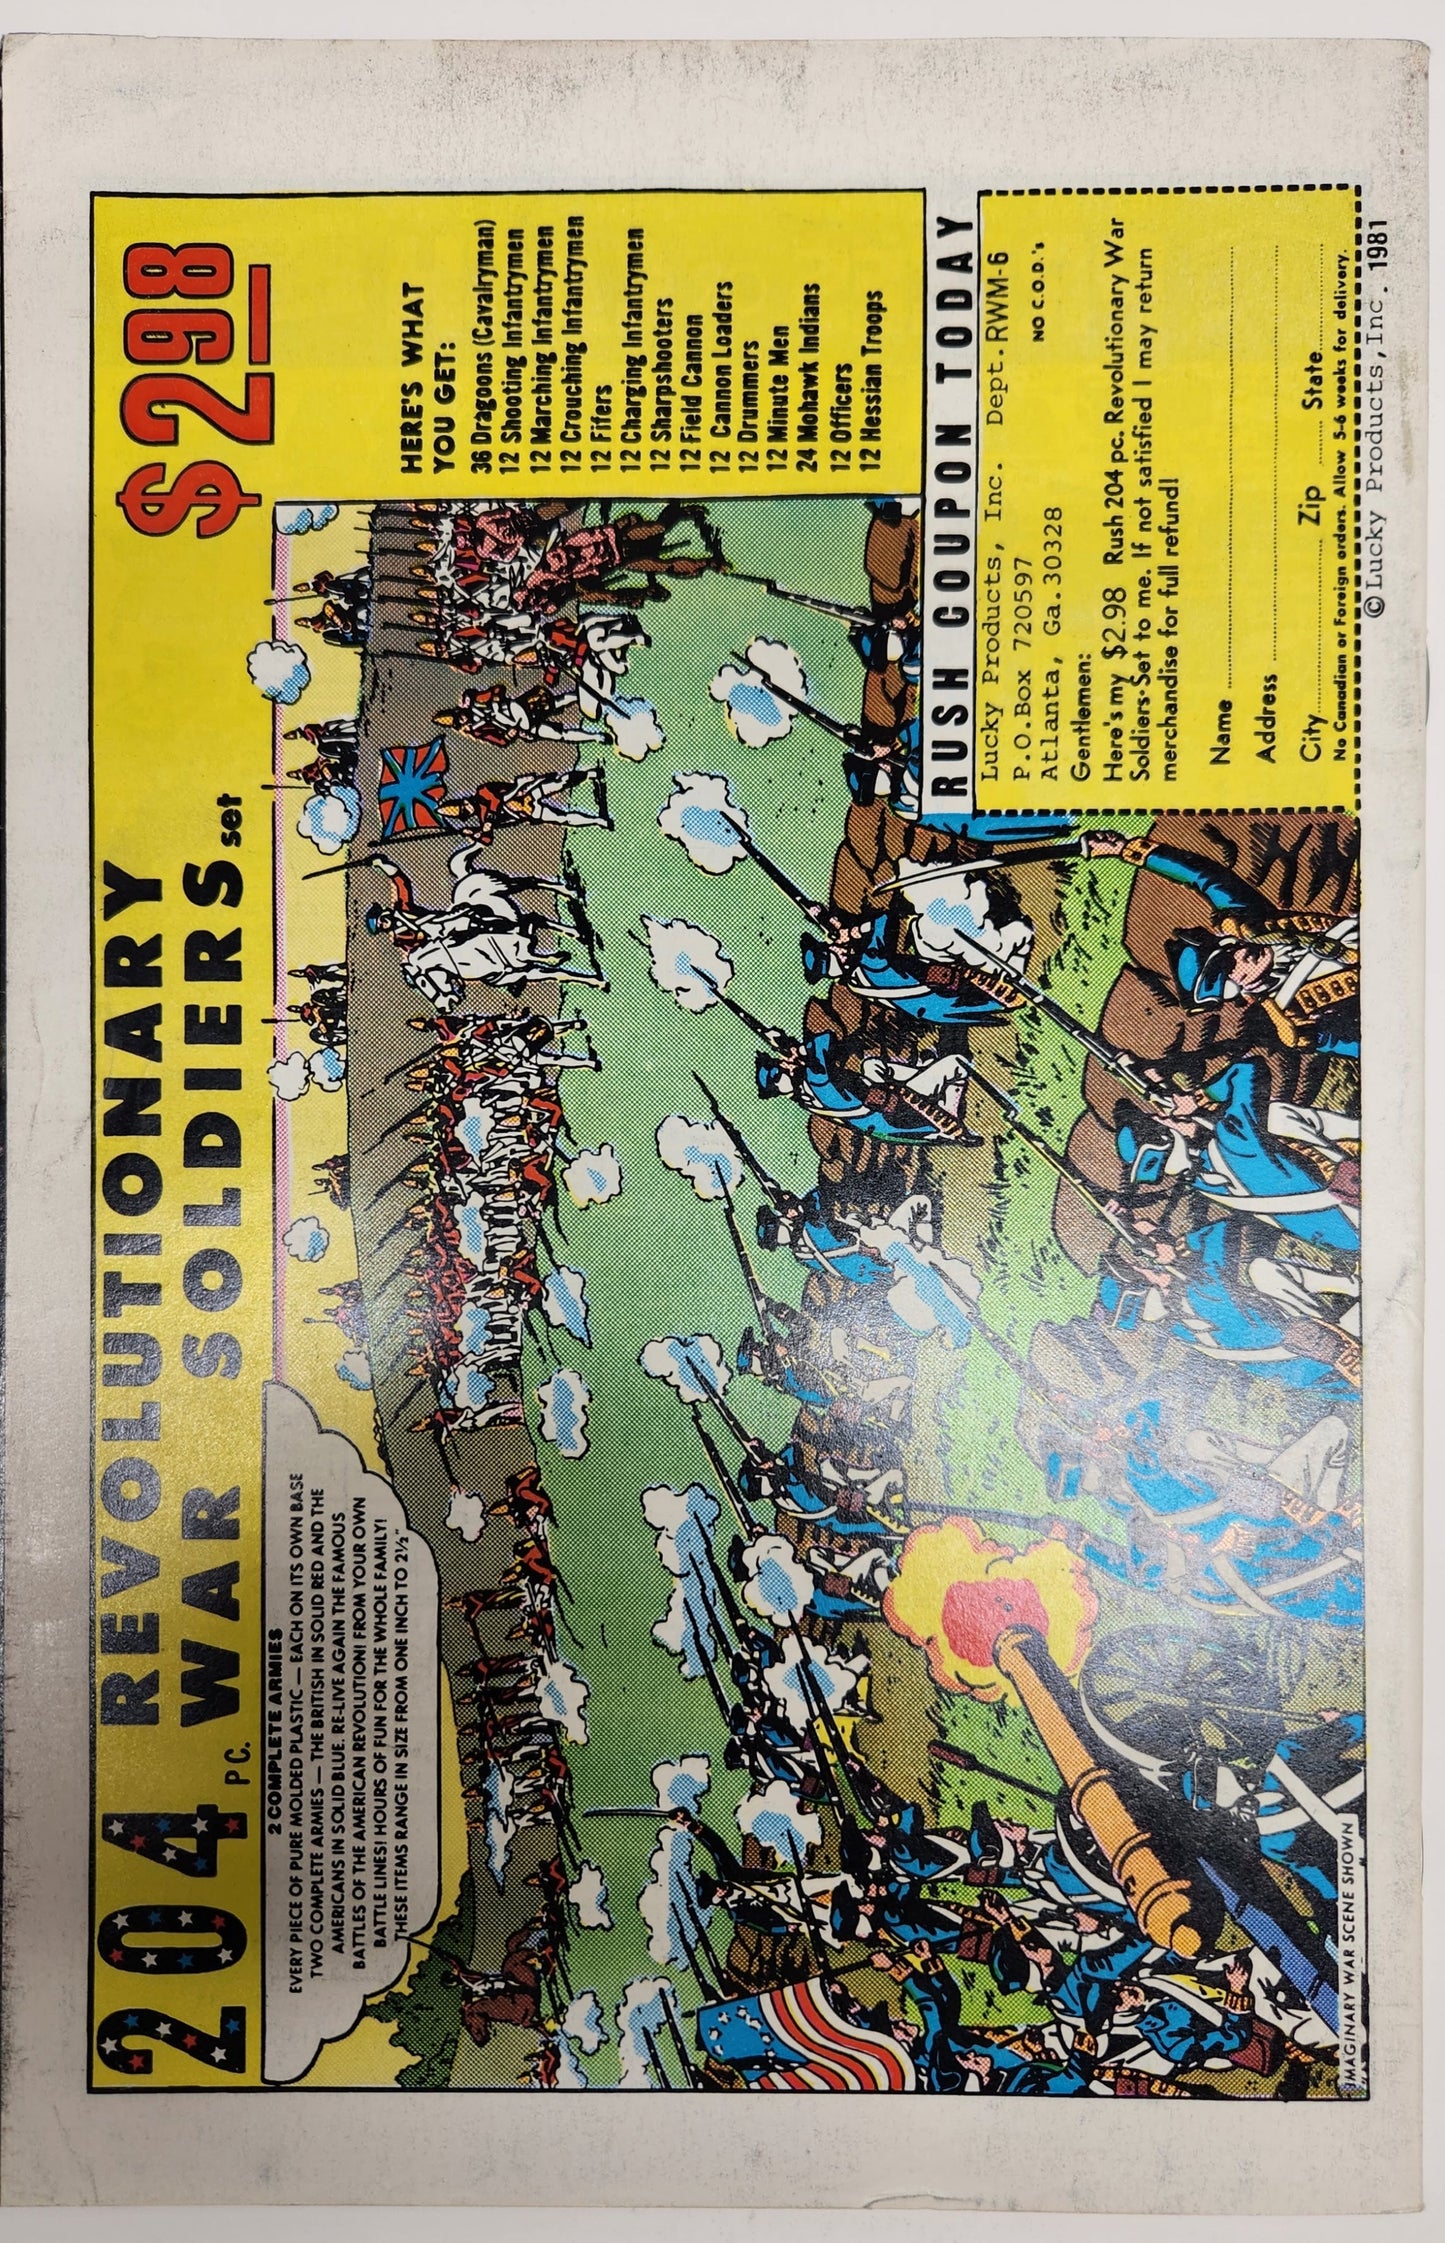 204 PC. REVOLUTIONARY
WAR SOLDIERS set
$2.98
2 COMPLETE ARMIES
EVERY PIECE OF PURE MOLDED PLASTIC — EACH ON ITS OWN BASE
TWO COMPLETE ARMIES — THE BRITISH IN SOLID RED AND THE
AMERICANS IN SOLID BLUE. RE-LIVE AGAIN THE FAMOUS
BATTLES OF THE AMERICAN REVOLUTION! FROM YOUR OWN
BATTLE LINES! HOURS OF FUN FOR THE WHOLE FAMILY!
THESE ITEMS RANGE IN SIZE FROM ONE INCH TO 2½"
HERE'S WHAT
YOU GET:
36 Dragoons (Cavalryman)
12 Shooting Infantrymen
12 Marching Infantrymen
12 Crouching Infantrymen
12 Fifers
12 Charging Infantrymen
12 Sharpshooters
12 Field Cannon
12 Cannon Loaders
12 Drummers
12 Minute Men
24 Mohawk Indians
12 Officers
12 Hessian Troops
RUSH COUPON TODAY
Lucky Products, Inc. Dept. RWM-6
P.O. Box 720597 NO C.O.D.'s
Atlanta, Ga. 30328
Gentlemen:
Here's my $2.98 Rush 204 pc. Revolutionary War
Soldiers Set to me. If not satisfied I may return
merchandise for full refund!
Name
Address
City Zip State
No Canadian or Foreign orders. Allow 5-6 weeks for delivery.
IMAGINARY WAR SCENE SHOWN
© Lucky Products, Inc. 1981